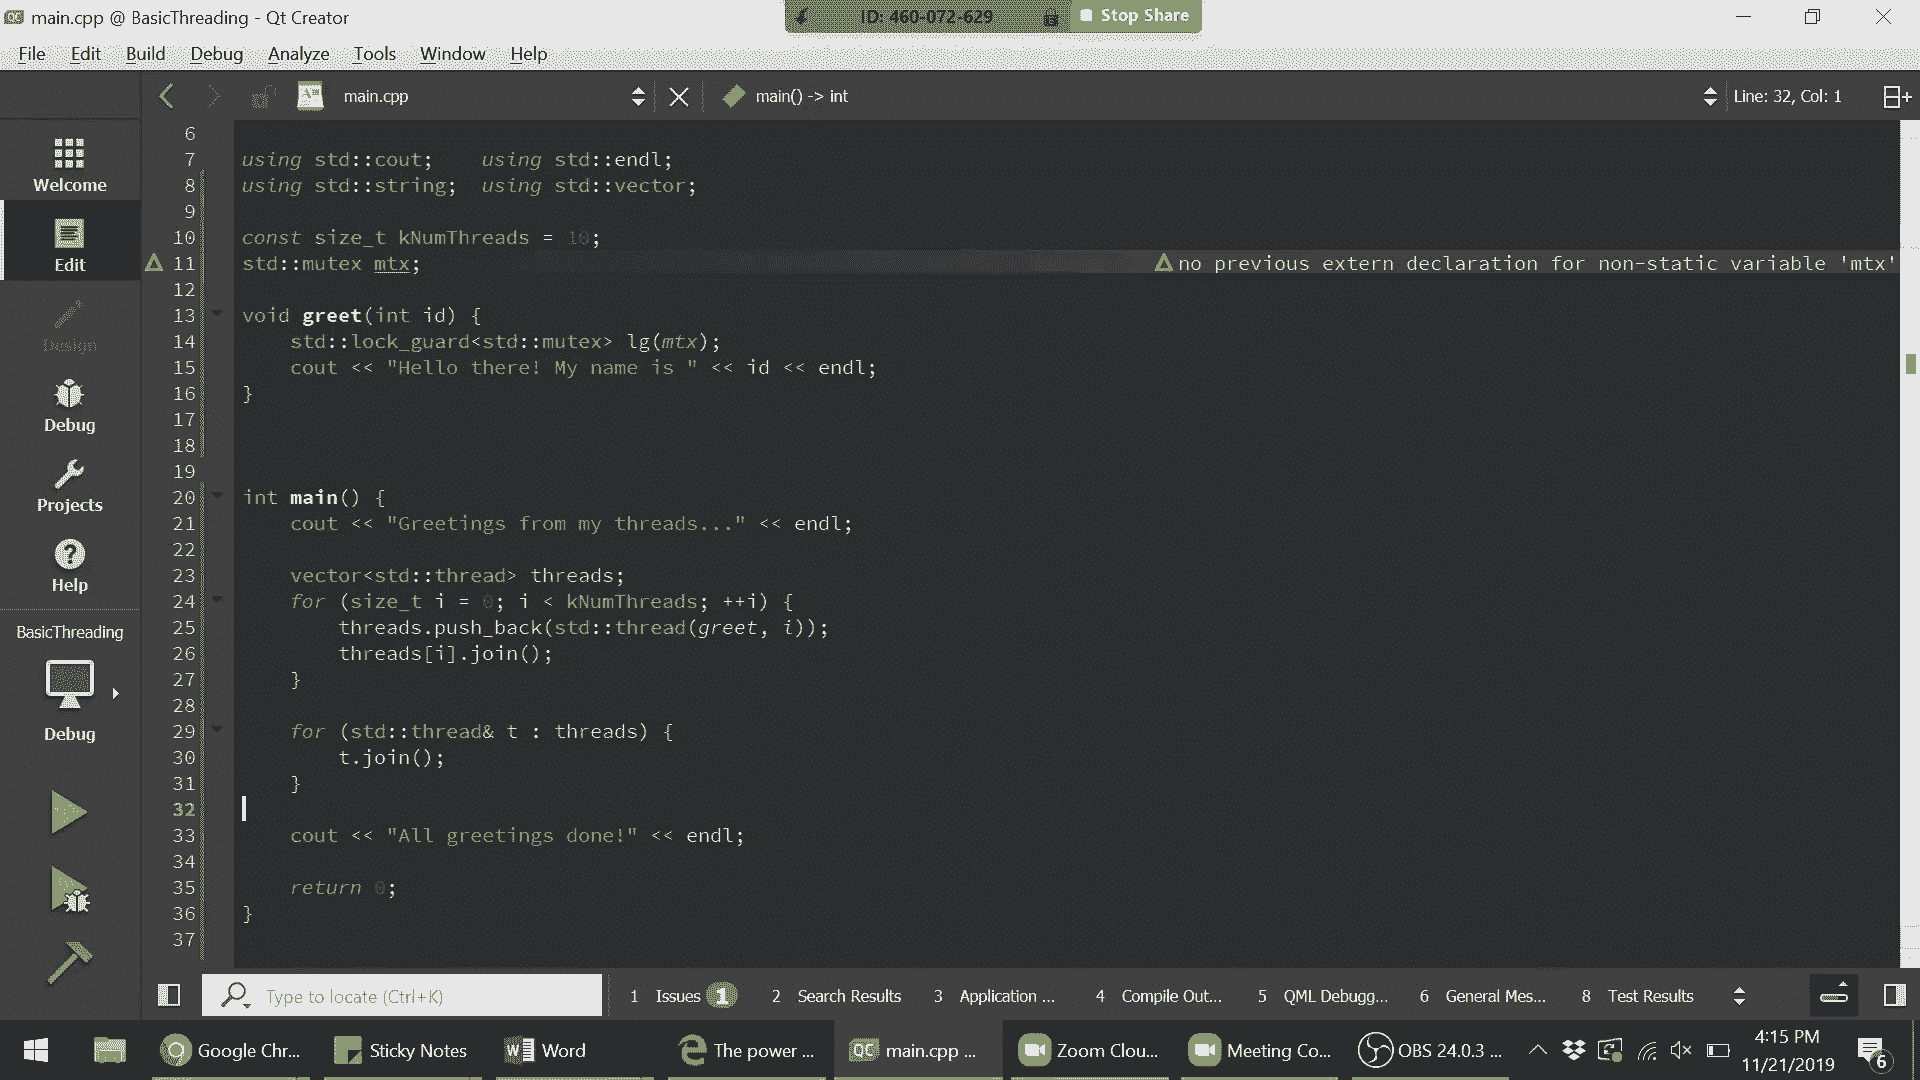 main.cpp @ BasicThreading - Qt Creator
ID: 460-072-629
Stop Share
File Edit Build Debug Analyze Tools Window Help
main.cpp
main() -> int
Line: 32, Col: 1
Welcome
Edit
Design
Debug
Projects
Help
BasicThreading
Debug
6
7 using std::cout;    using std::endl;
8 using std::string;  using std::vector;
9
10 const size_t kNumThreads = 10;
11 std::mutex mtx; no previous extern declaration for non-static variable 'mtx'
12
13 void greet(int id) {
14     std::lock_guard<std::mutex> lg(mtx);
15     cout << "Hello there! My name is " << id << endl;
16 }
17
18
19
20 int main() {
21     cout << "Greetings from my threads..." << endl;
22
23     vector<std::thread> threads;
24     for (size_t i = 0; i < kNumThreads; ++i) {
25         threads.push_back(std::thread(greet, i));
26         threads[i].join();
27     }
28
29     for (std::thread& t : threads) {
30         t.join();
31     }
32
33     cout << "All greetings done!" << endl;
34
35     return 0;
36 }
37
Type to locate (Ctrl+K)
1 Issues 1
2 Search Results
3 Application ...
4 Compile Out...
5 QML Debugg...
6 General Mes...
8 Test Results
Google Chr...
Sticky Notes
Word
The power ...
main.cpp ...
Zoom Clou...
Meeting Co...
OBS 24.0.3 ...
4:15 PM
11/21/2019
6